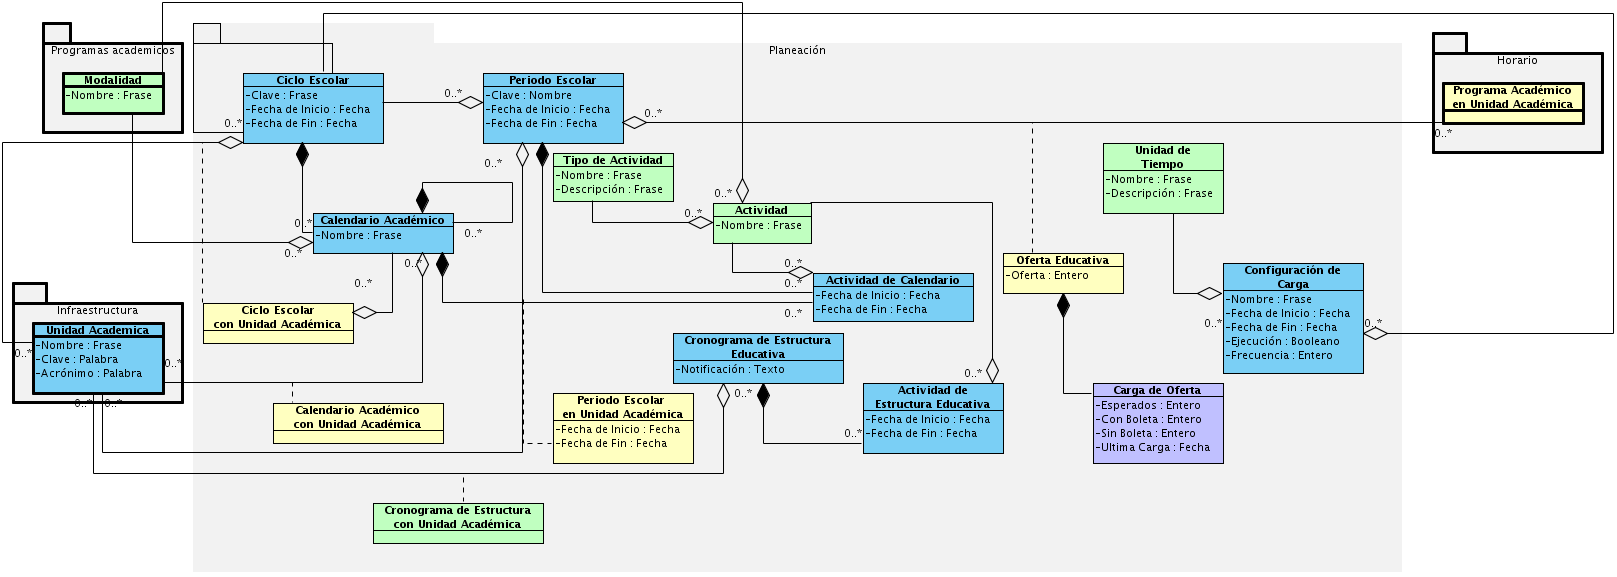 Planeación
Programas academicos
Modalidad
-Nombre : Frase
Ciclo Escolar
-Clave : Frase
-Fecha de Inicio : Fecha
-Fecha de Fin : Fecha
0..*
0..*
Periodo Escolar
-Clave : Nombre
-Fecha de Inicio : Fecha
-Fecha de Fin : Fecha
0..*
0..*
Horario
Programa Académico
en Unidad Académica
0..*
Tipo de Actividad
-Nombre : Frase
-Descripción : Frase
Unidad de
Tiempo
-Nombre : Frase
-Descripción : Frase
0..*
0..*
Actividad
-Nombre : Frase
0..*
Calendario Académico
-Nombre : Frase
0..*
0..*
0..*
0..*
Oferta Educativa
-Oferta : Entero
0..*
0..*
0..*
Actividad de Calendario
-Fecha de Inicio : Fecha
-Fecha de Fin : Fecha
Configuración de
Carga
-Nombre : Frase
-Fecha de Inicio : Fecha
-Fecha de Fin : Fecha
-Ejecución : Booleano
-Frecuencia : Entero
0..*
0..*
Ciclo Escolar
con Unidad Académica
Infraestructura
Unidad Academica
-Nombre : Frase
-Clave : Palabra
-Acrónimo : Palabra
0..*
0..*
0..*
0..*
Cronograma de Estructura
Educativa
-Notificación : Texto
0..*
0..*
0..*
Actividad de
Estructura Educativa
-Fecha de Inicio : Fecha
-Fecha de Fin : Fecha
Carga de Oferta
-Esperados : Entero
-Con Boleta : Entero
-Sin Boleta : Entero
-Ultima Carga : Fecha
Calendario Académico
con Unidad Académica
Periodo Escolar
en Unidad Académica
-Fecha de Inicio : Fecha
-Fecha de Fin : Fecha
Cronograma de Estructura
con Unidad Académica